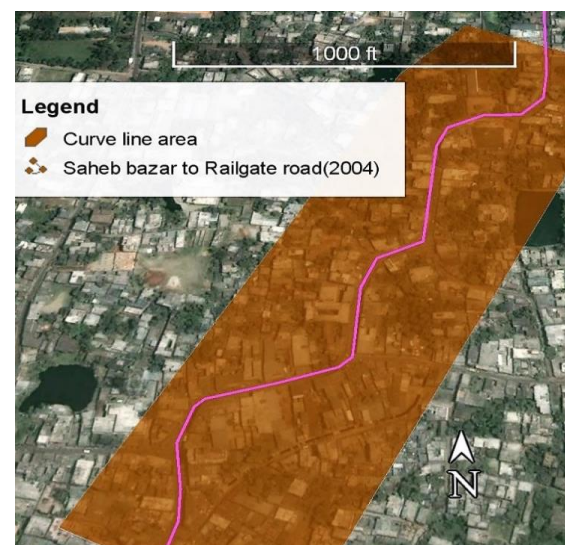 1000 ft
Legend
Curve line area
Saheb bazar to Railgate road(2004)
N